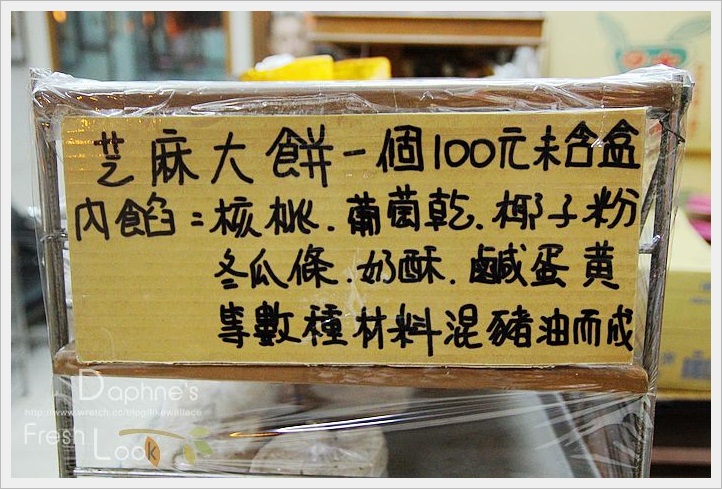 芝麻大餅一個100元未含盒
內餡=核桃.葡萄乾.椰子粉
冬瓜條.奶酥.鹹蛋黃
等數種材料混豬油而成
Daphne's
Fresh Look